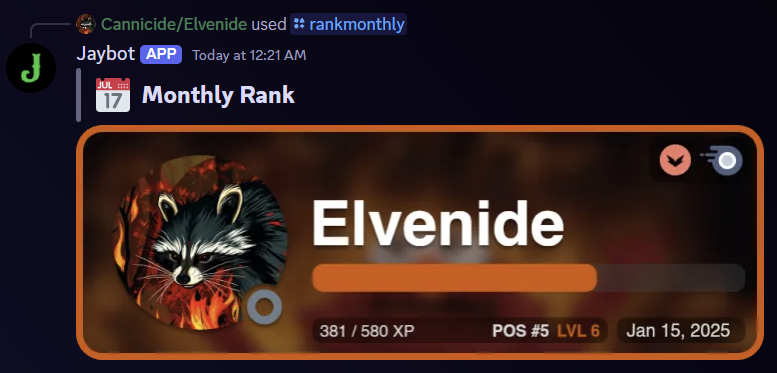 Cannicide/Elvenide used rankmonthly
Jaybot APP Today at 12:21 AM
JUL 17 Monthly Rank
Elvenide
381 / 580 XP POS #5 LVL 6 Jan 15, 2025